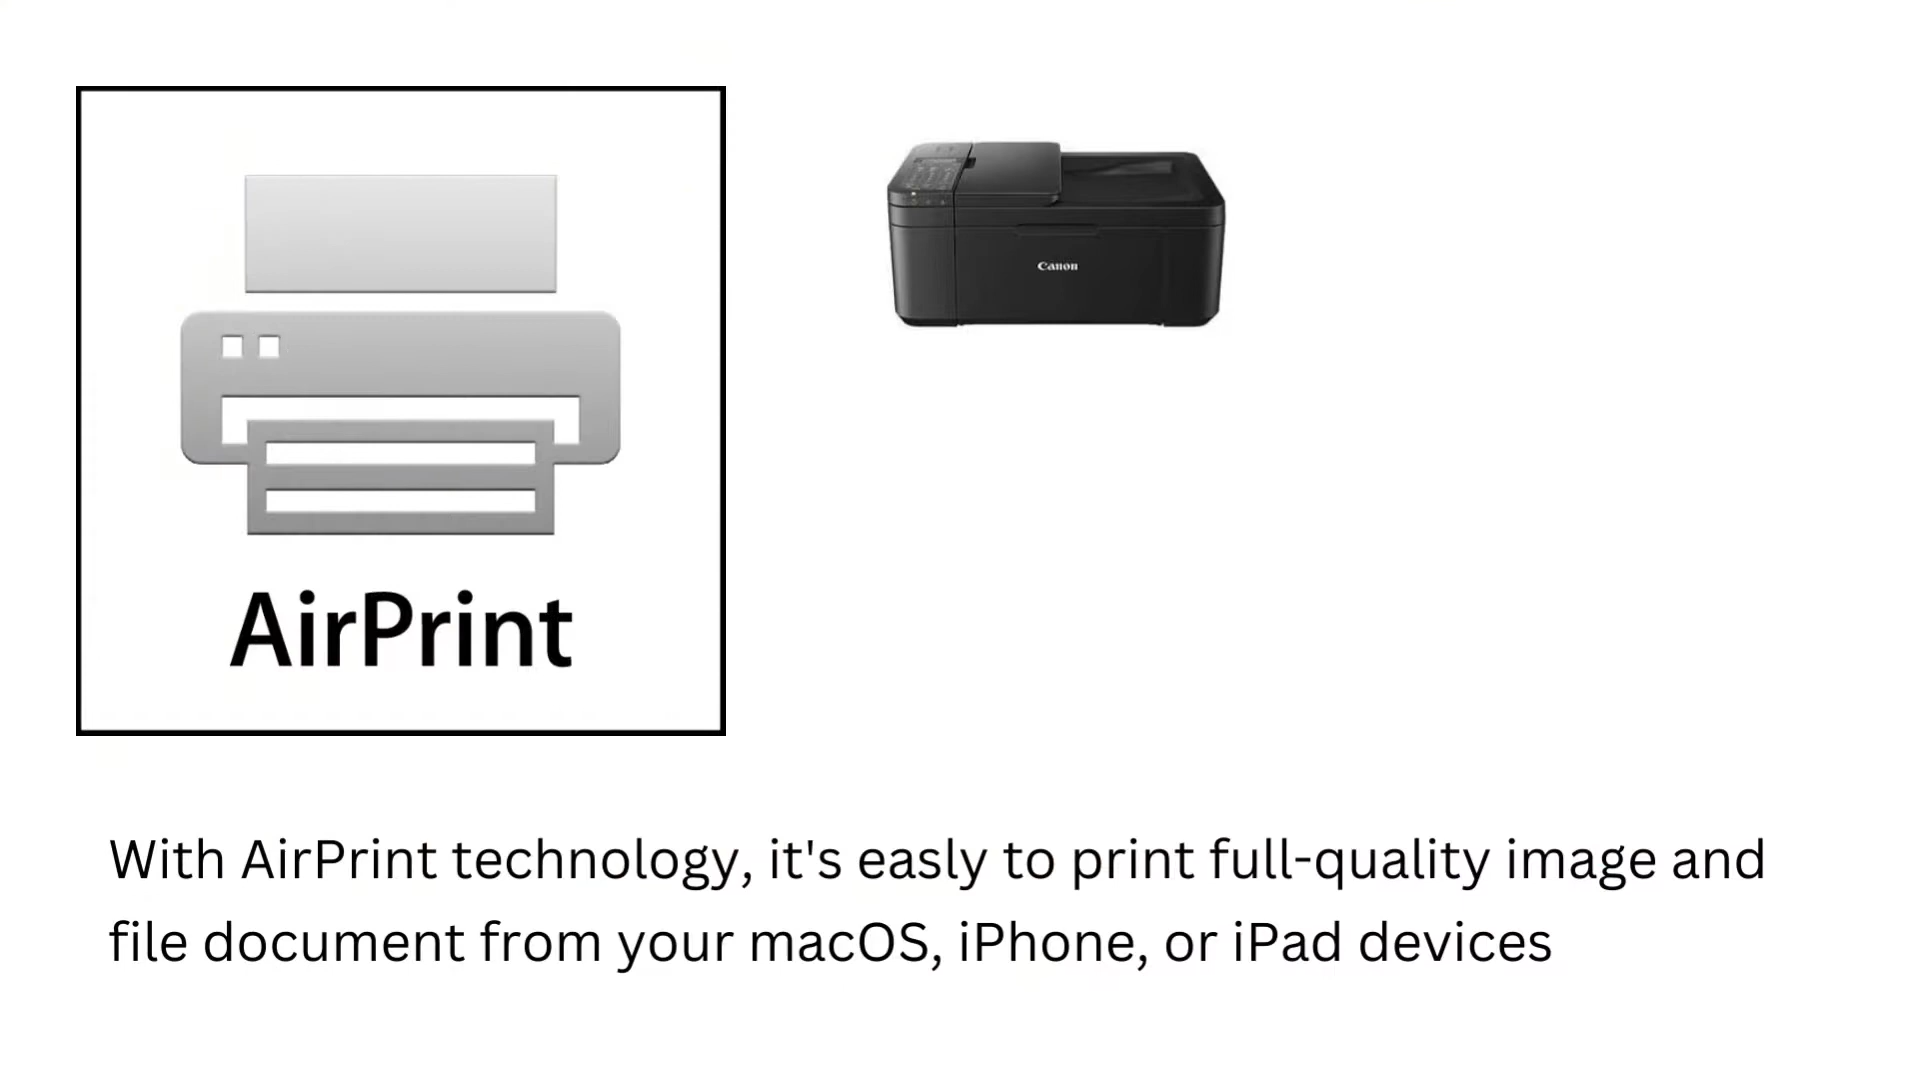 Canon
AirPrint
With AirPrint technology, it's easly to print full-quality image and
file document from your macOS, iPhone, or iPad devices